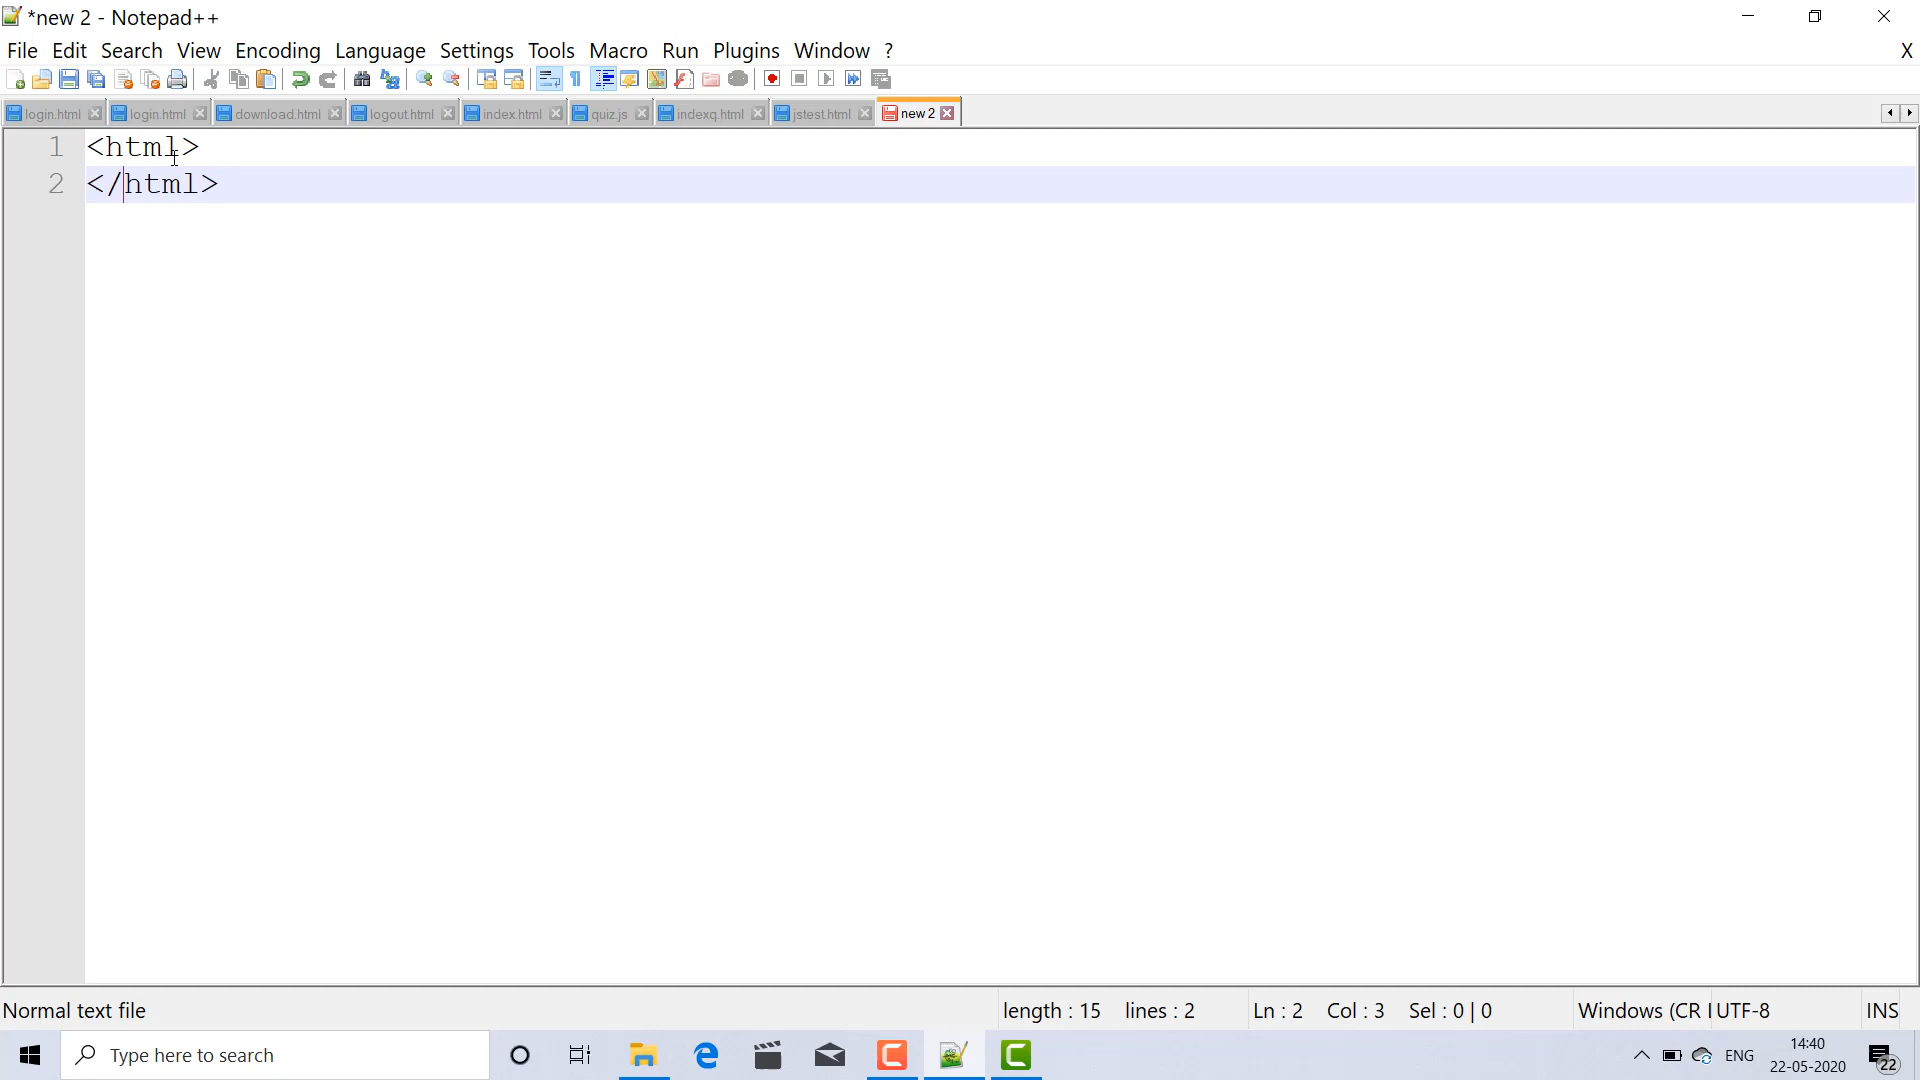 *new 2 - Notepad++
File Edit Search View Encoding Language Settings Tools Macro Run Plugins Window ? X
login.html login.html download.html logout.html index.html quiz.js indexq.html jstest.html new 2
1 <html>
2 </html>
Normal text file length : 15 lines : 2 Ln : 2 Col : 3 Sel : 0 | 0 Windows (CR UTF-8 INS
Type here to search ENG 14:40
22-05-2020 22